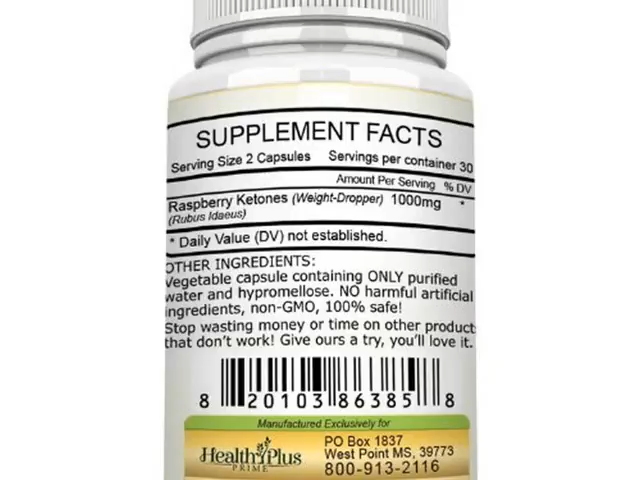 SUPPLEMENT FACTS
Serving Size 2 Capsules Servings per container 30
Amount Per Serving % DV
Raspberry Ketones (Weight-Dropper) 1000mg *
(Rubus Idaeus)
* Daily Value (DV) not established.
OTHER INGREDIENTS:
Vegetable capsule containing ONLY purified
water and hypromellose. NO harmful artificial
ingredients, non-GMO, 100% safe!
Stop wasting money or time on other products
that don't work! Give ours a try, you'll love it.
8 20103 86385 8
Manufactured Exclusively for
Health Plus
PRIME
PO Box 1837
West Point MS, 39773
800-913-2116